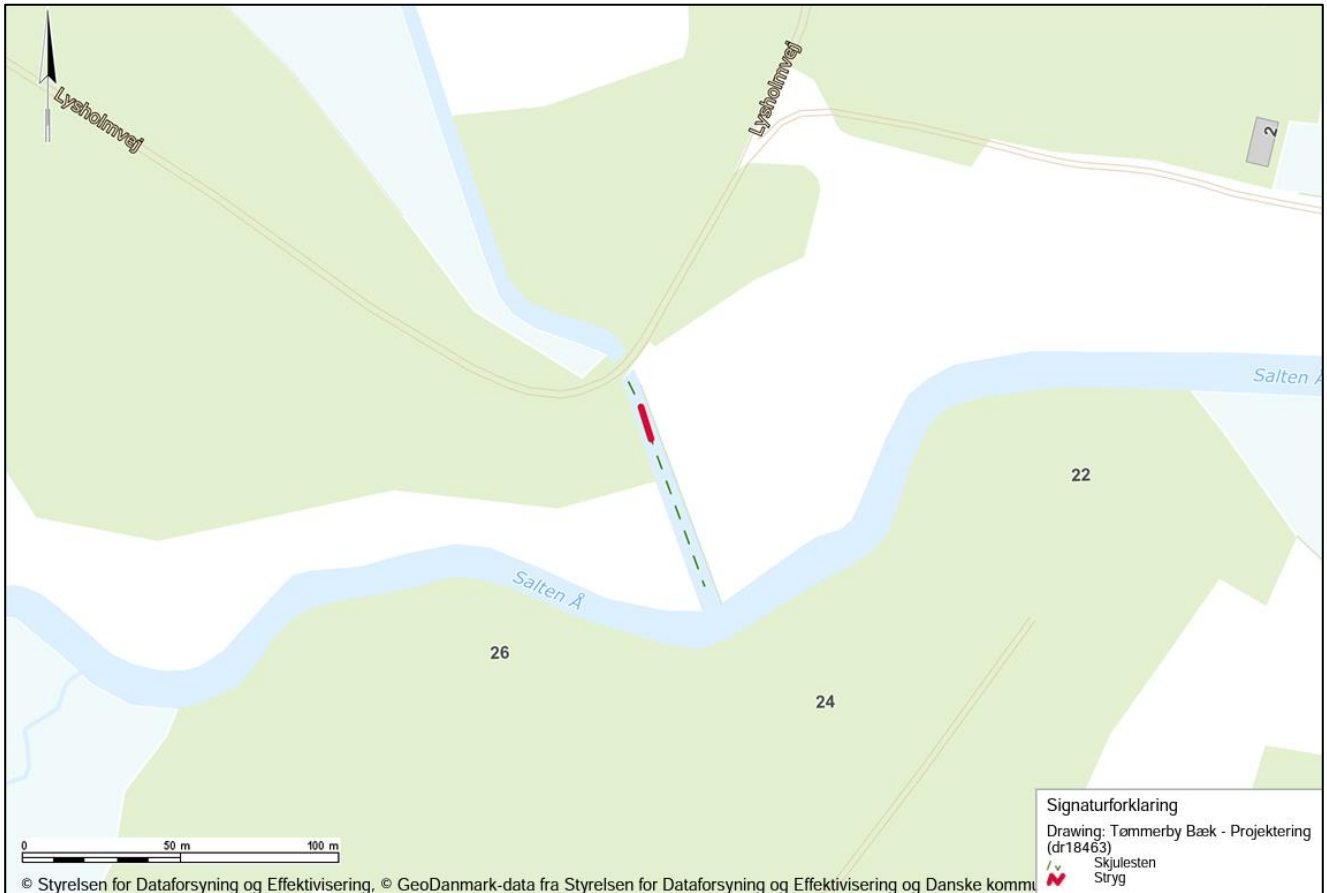 Lysholmvej
Lysholmvej
2
Salten Å
22
Salten Å
26
24
0 50 m 100 m
© Styrelsen for Dataforsyning og Effektivisering, © GeoDanmark-data fra Styrelsen for Dataforsyning og Effektivisering og Danske kommu
Signaturforklaring
Drawing: Tømmerby Bæk - Projektering
(dr18463)
Skjulesten
Stryg